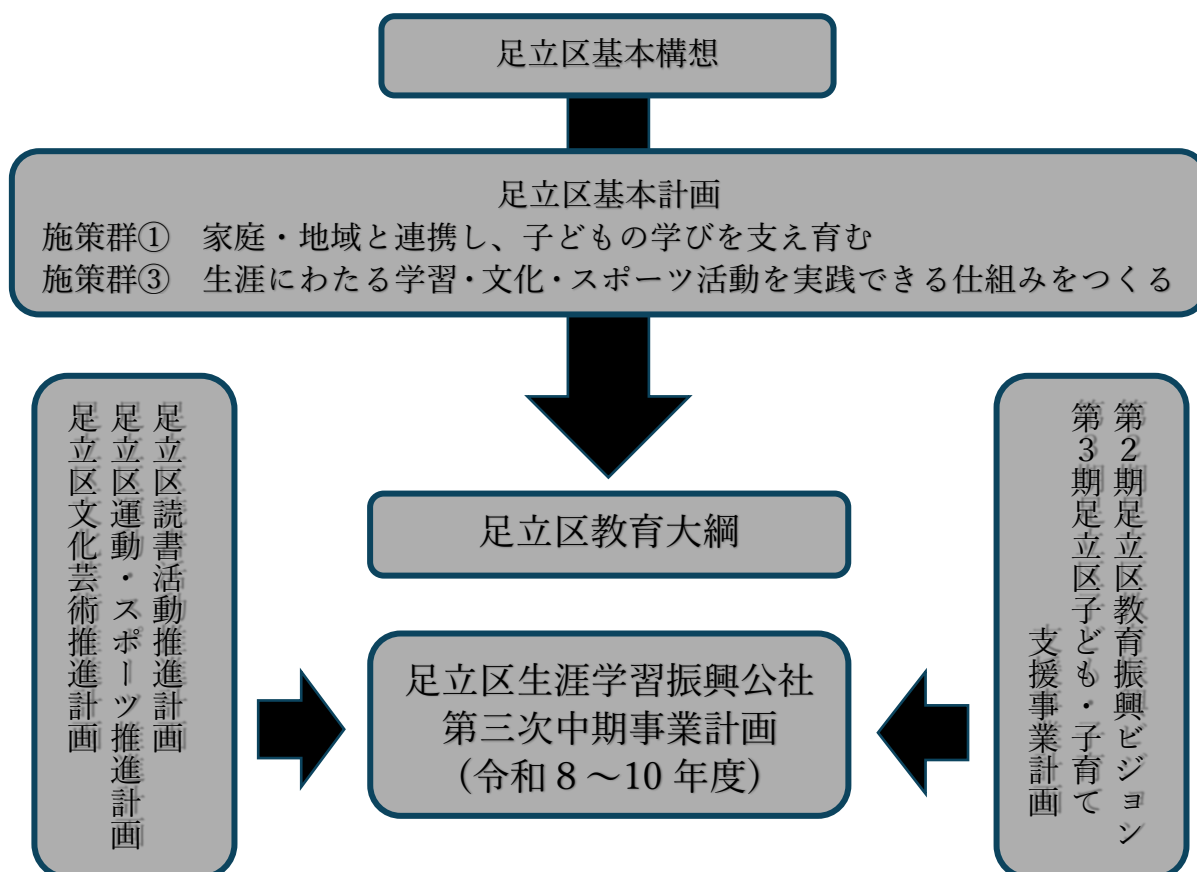 足立区基本構想
足立区基本計画
施策群①　家庭・地域と連携し、子どもの学びを支え育む
施策群③　生涯にわたる学習・文化・スポーツ活動を実践できる仕組みをつくる
足立区読書活動推進計画
足立区運動・スポーツ推進計画
足立区文化芸術推進計画
足立区教育大綱
足立区生涯学習振興公社
第三次中期事業計画
（令和 8 ～10 年度）
第２期足立区教育振興ビジョン
第３期足立区子ども・子育て
支援事業計画